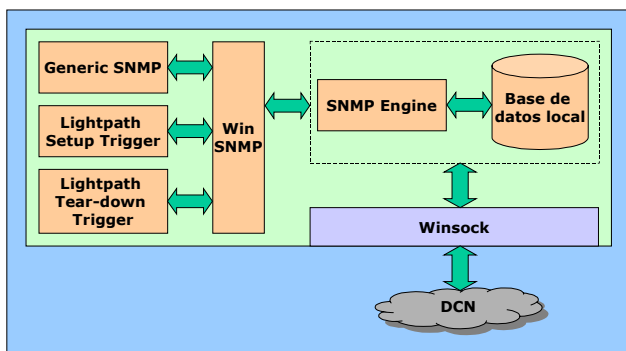 Generic SNMP
Lightpath
Setup Trigger
Lightpath
Tear-down
Trigger
Win
SNMP
SNMP Engine
Base de
datos local
Winsock
DCN